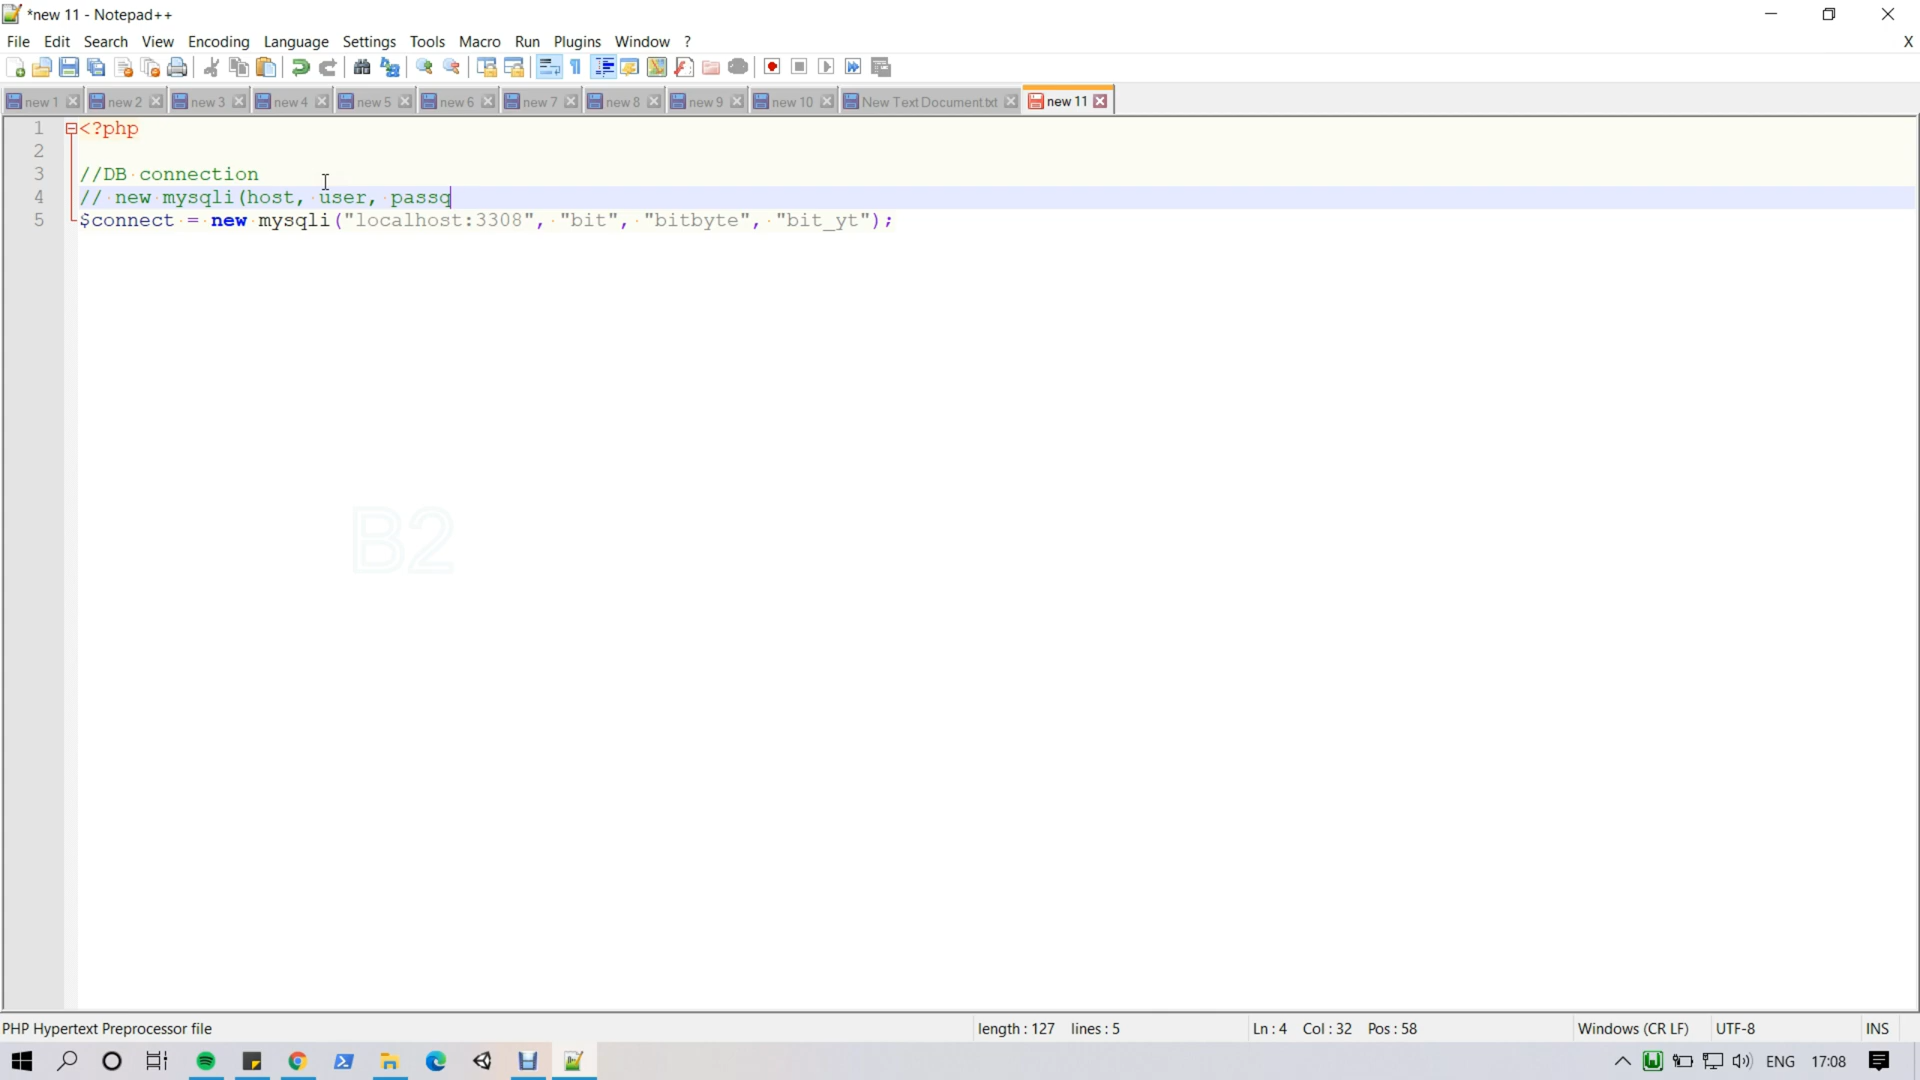 *new 11 - Notepad++
File Edit Search View Encoding Language Settings Tools Macro Run Plugins Window ? X
new 1 new 2 new 3 new 4 new 5 new 6 new 7 new 8 new 9 new 10 New Text Document.txt new 11
1 <?php
2
3 //DB connection
4 // new mysqli(host, user, passq
5 $connect = new mysqli("localhost:3308", "bit", "bitbyte", "bit_yt");
B2
PHP Hypertext Preprocessor file length : 127 lines : 5 Ln : 4 Col : 32 Pos : 58 Windows (CR LF) UTF-8 INS
ENG 17:08